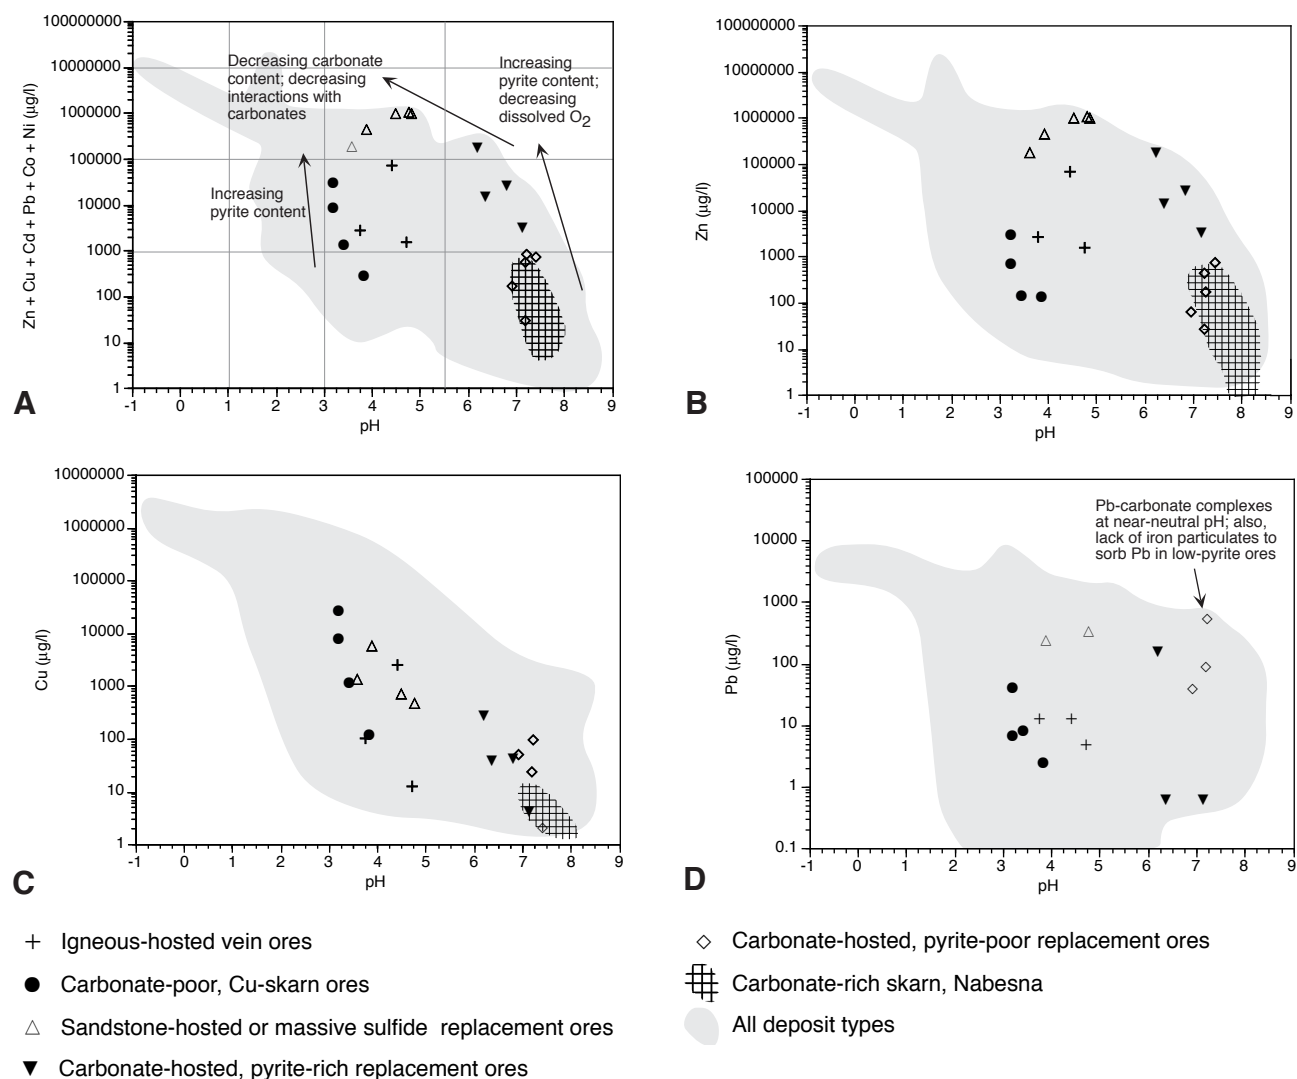 100000000
10000000
1000000
100000
10000
1000
100
10
1
Zn + Cu + Cd + Pb + Co + Ni (µg/l)
Decreasing carbonate
content; decreasing
interactions with
carbonates
Increasing
pyrite content;
decreasing
dissolved O2
Increasing
pyrite content
-1 0 1 2 3 4 5 6 7 8 9
pH
A
100000000
10000000
1000000
100000
10000
1000
100
10
1
Zn (µg/l)
-1 0 1 2 3 4 5 6 7 8 9
pH
B
10000000
1000000
100000
10000
1000
100
10
1
Cu (µg/l)
-1 0 1 2 3 4 5 6 7 8 9
pH
C
100000
10000
1000
100
10
1
0.1
Pb (µg/l)
Pb-carbonate complexes
at near-neutral pH; also,
lack of iron particulates to
sorb Pb in low-pyrite ores
-1 0 1 2 3 4 5 6 7 8 9
pH
D
Igneous-hosted vein ores
Carbonate-poor, Cu-skarn ores
Sandstone-hosted or massive sulfide replacement ores
Carbonate-hosted, pyrite-rich replacement ores
Carbonate-hosted, pyrite-poor replacement ores
Carbonate-rich skarn, Nabesna
All deposit types